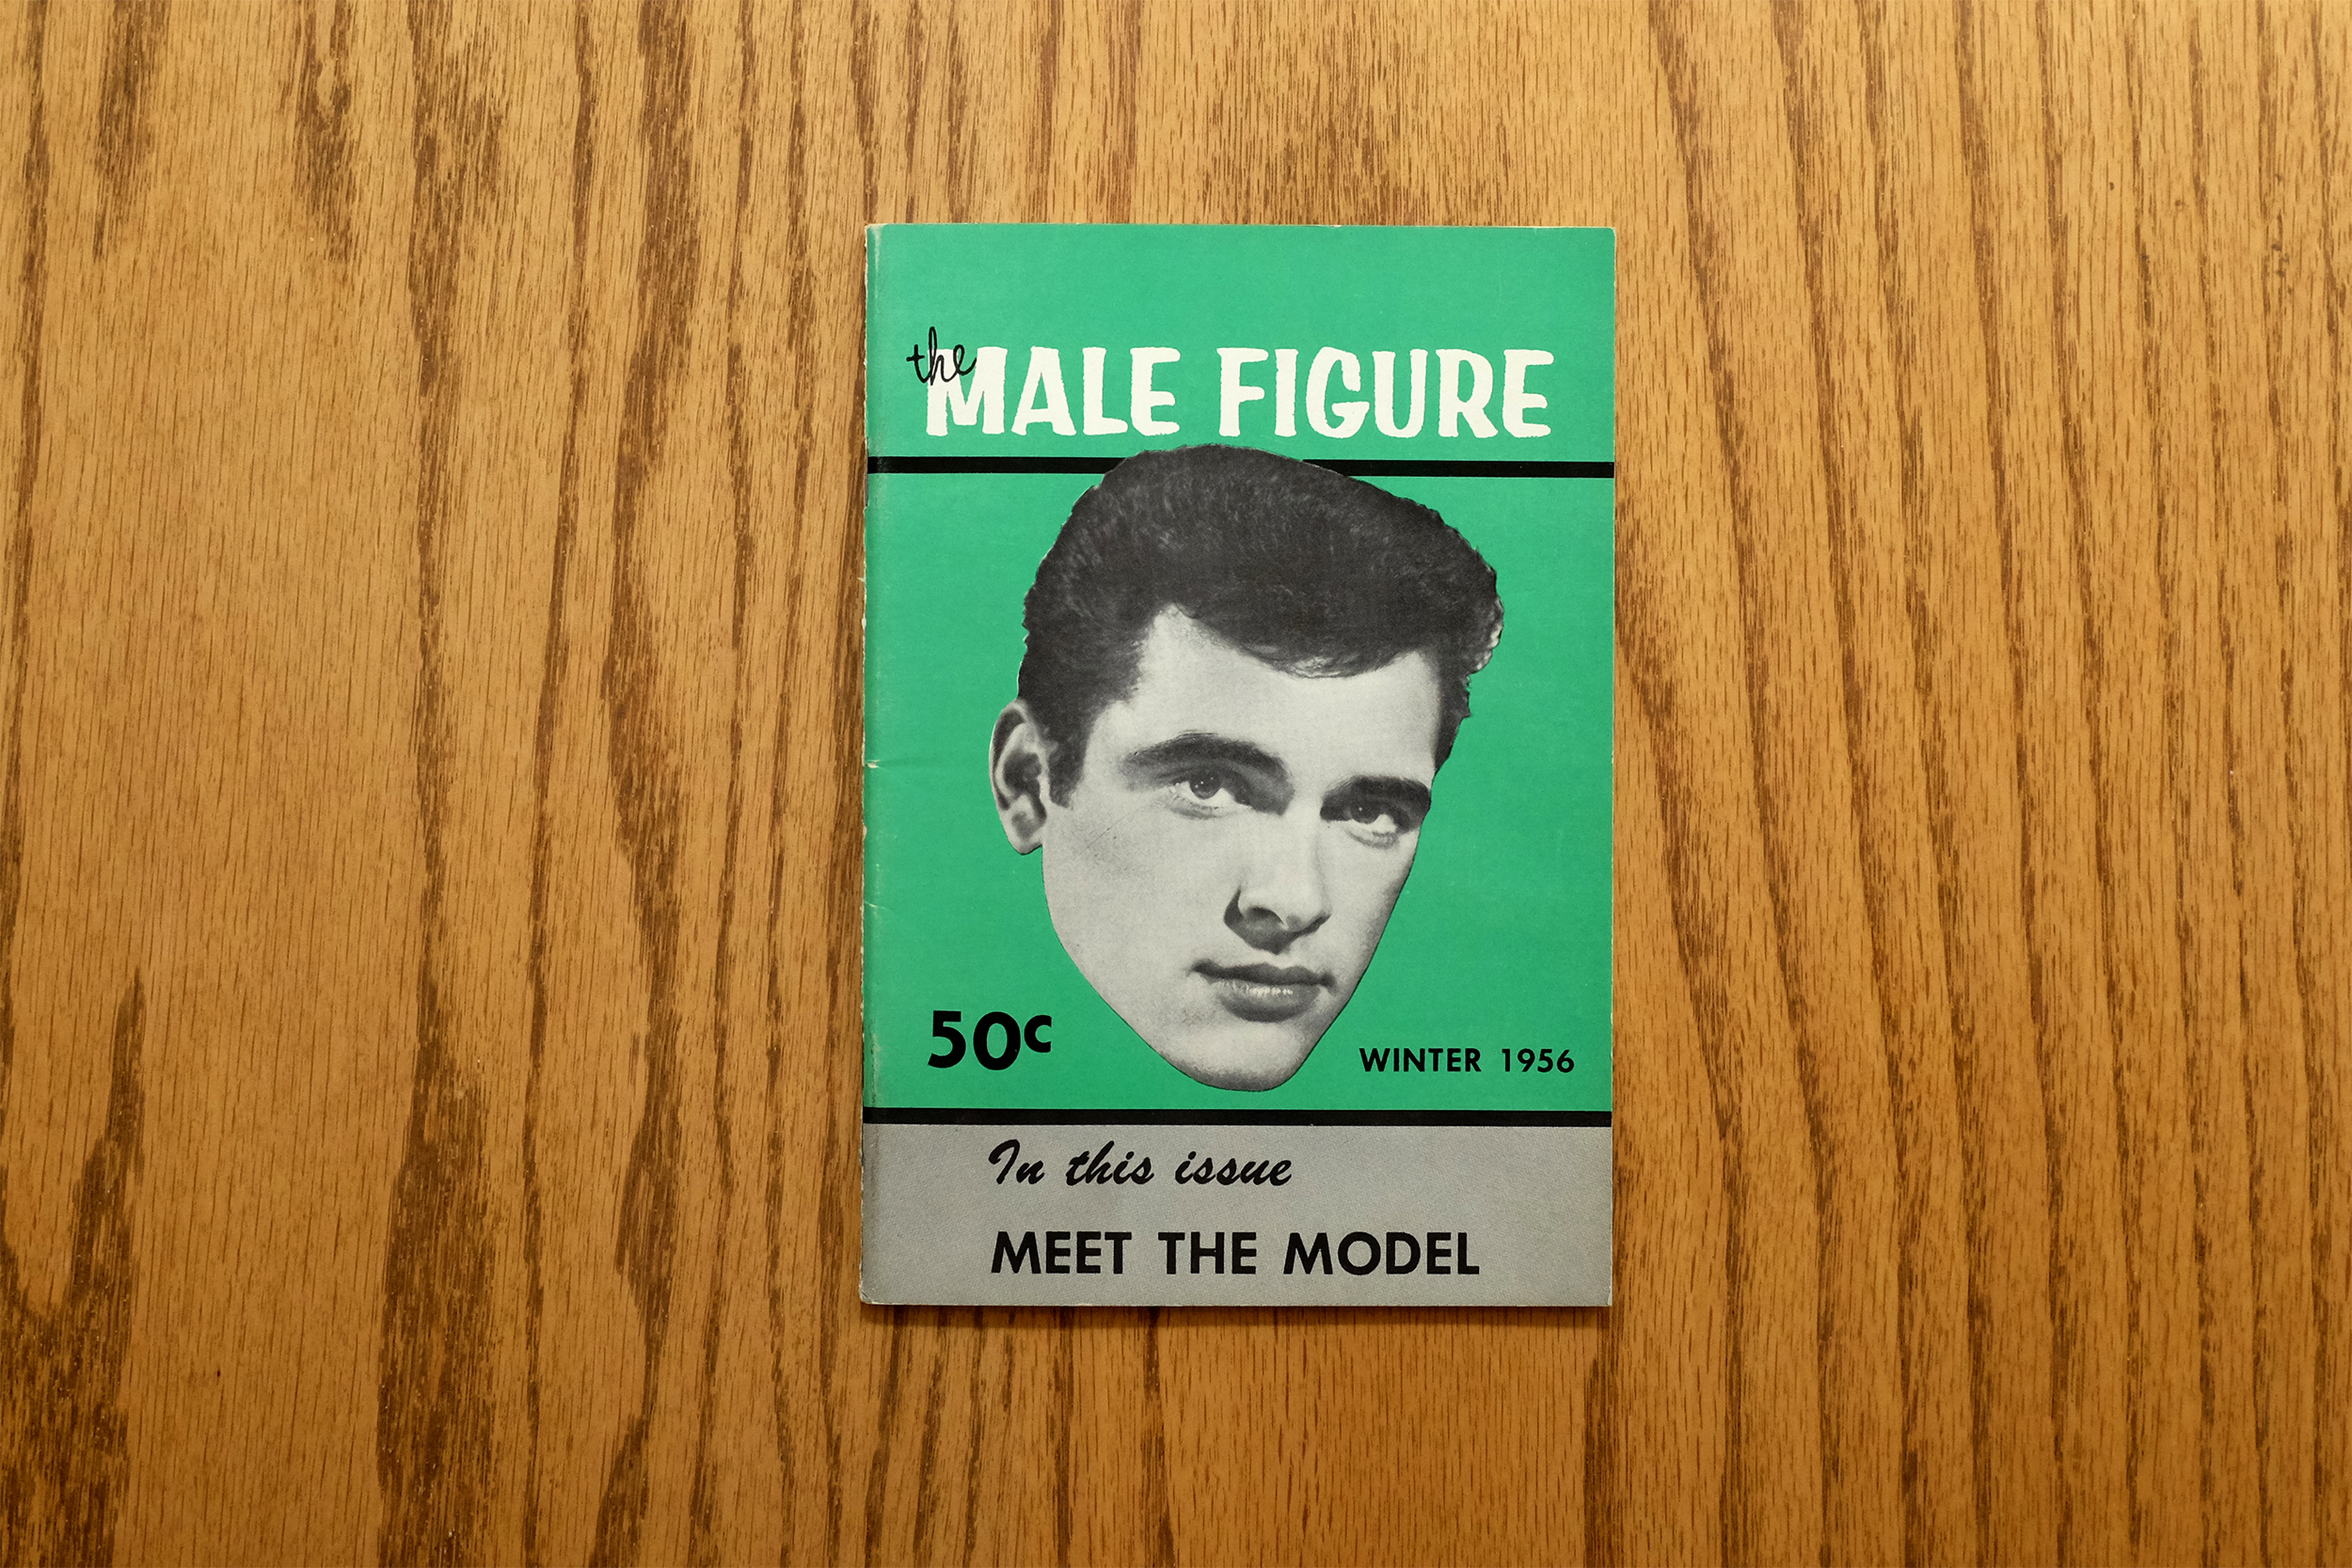 the
MALE FIGURE
50c
WINTER 1956
In this issue
MEET THE MODEL